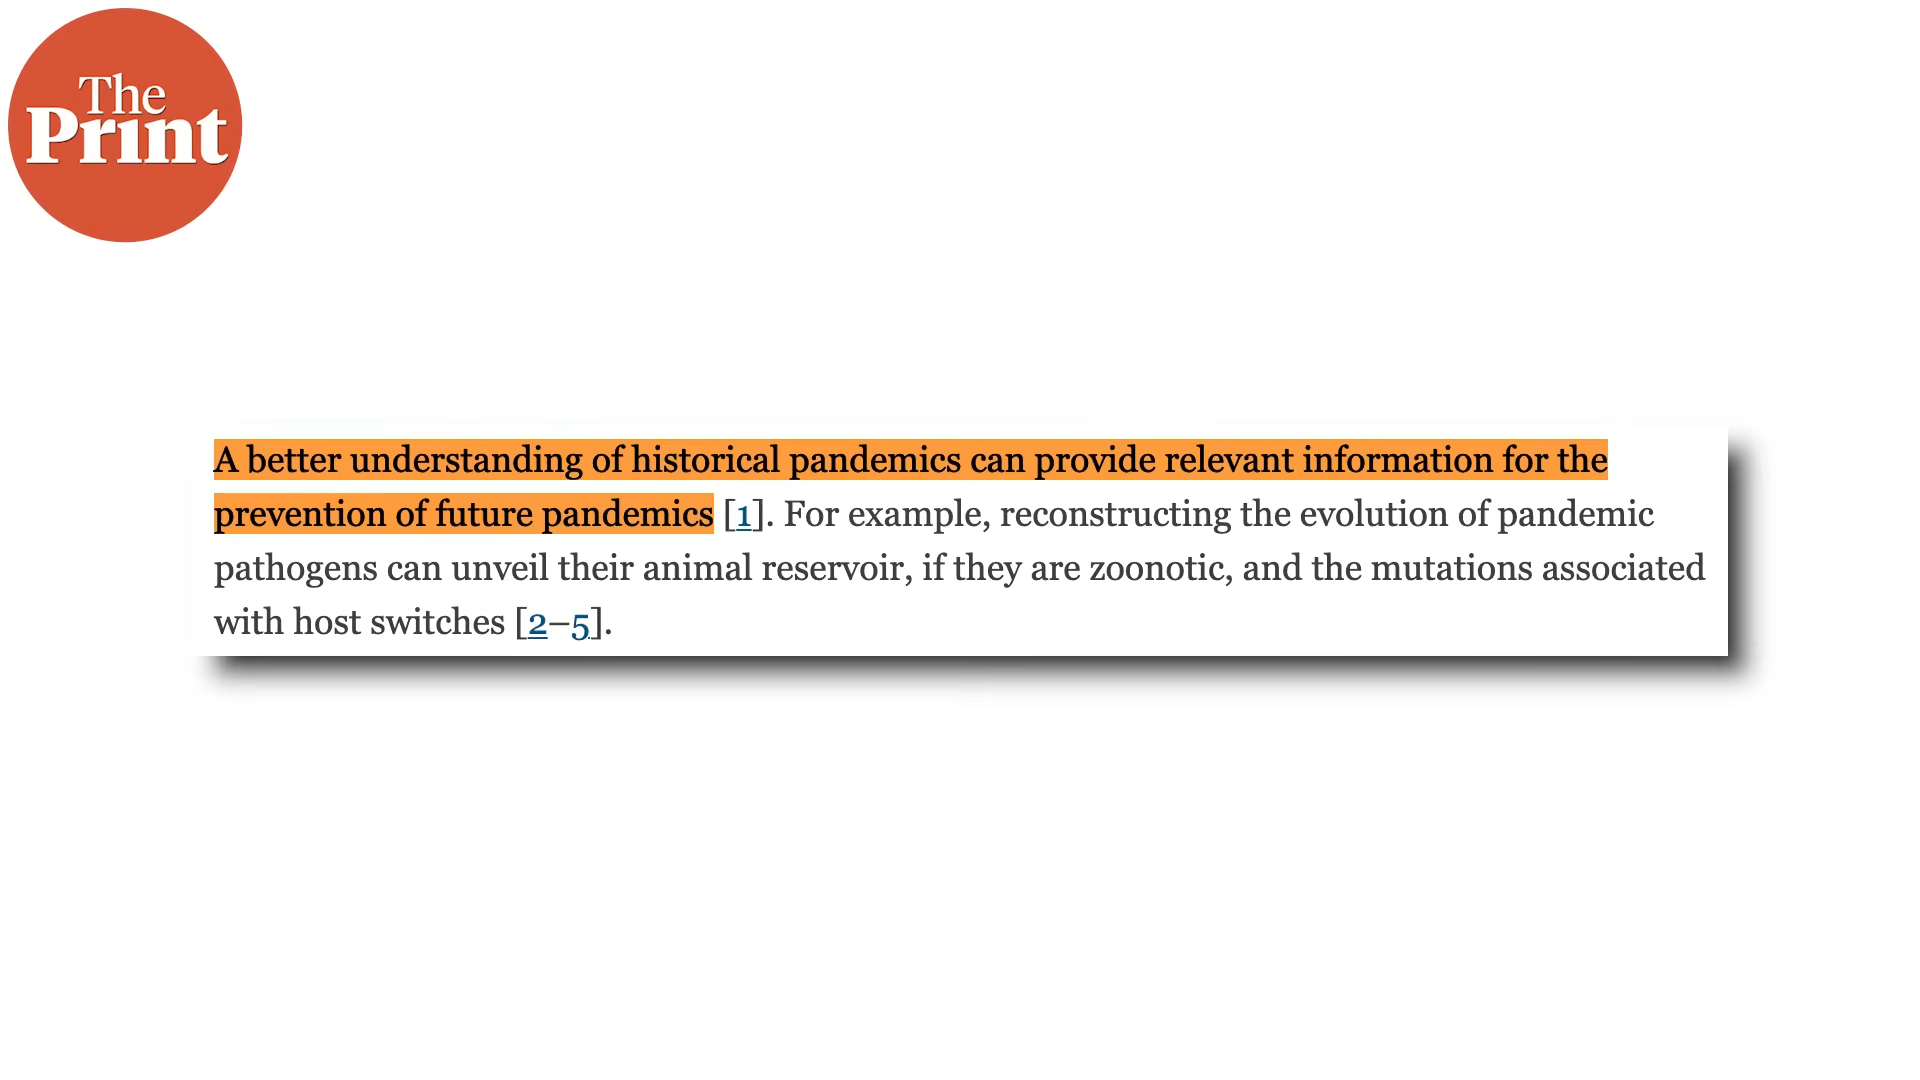 The
Print
A better understanding of historical pandemics can provide relevant information for the
prevention of future pandemics [1]. For example, reconstructing the evolution of pandemic
pathogens can unveil their animal reservoir, if they are zoonotic, and the mutations associated
with host switches [2–5].